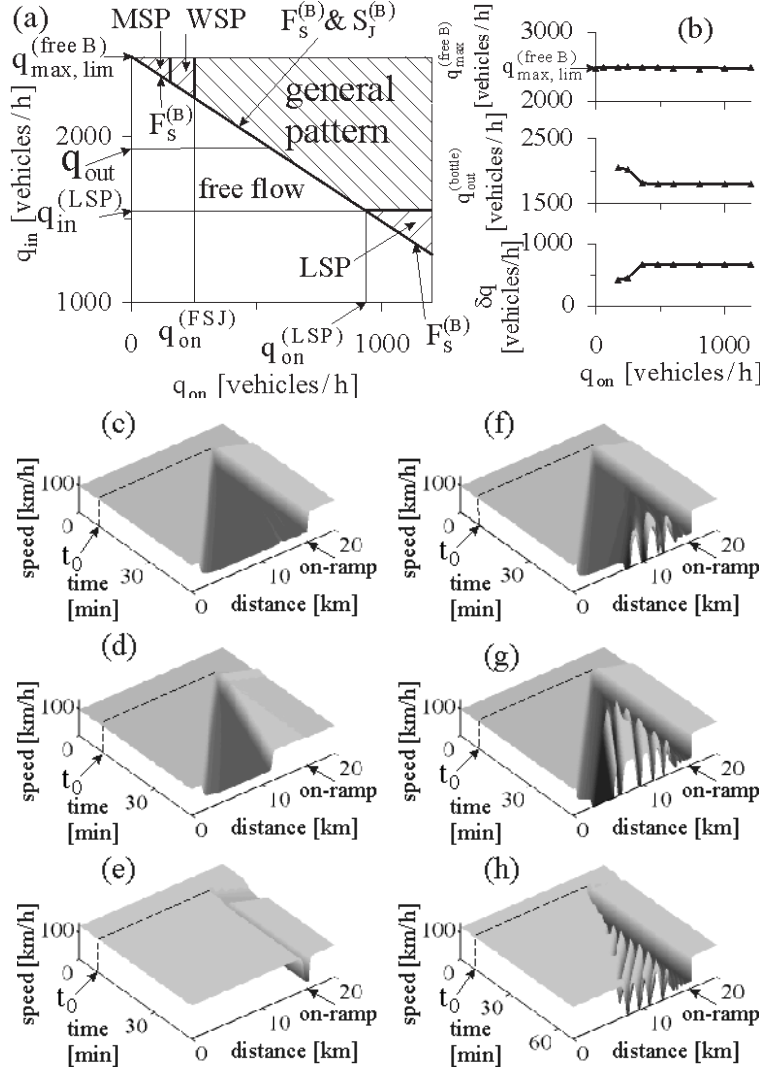 (a)
MSP WSP F_S^(B) & S_J^(B)
q_max, lim^(free B)
F_S^(B)
general
pattern
2000
q_out
free flow
q_in^(LSP)
LSP
q_in [vehicles/h]
1000
0 q_on^(FSJ) q_on^(LSP) 1000 F_S^(B)
q_on [vehicles/h]
(b)
q_max^(free B)
[vehicles/h]
3000
q_max, lim^(free B)
2000
q_out^(bottle)
[vehicles/h]
2000
1500
δq
[vehicles/h]
1000
0
0 1000
q_on [vehicles/h]
(c)
speed [km/h]
100
0
t_0
time
[min]
30
0
10
20
on-ramp
distance [km]
(f)
speed [km/h]
100
0
t_0
time
[min]
30
0
10
20
on-ramp
distance [km]
(d)
speed [km/h]
100
0
t_0
time
[min]
30
0
10
20
on-ramp
distance [km]
(g)
speed [km/h]
100
0
t_0
time
[min]
30
0
10
20
on-ramp
distance [km]
(e)
speed [km/h]
100
0
t_0
time
[min]
30
0
10
20
on-ramp
distance [km]
(h)
speed [km/h]
100
0
t_0
time
[min]
30
60
0
10
20
on-ramp
distance [km]